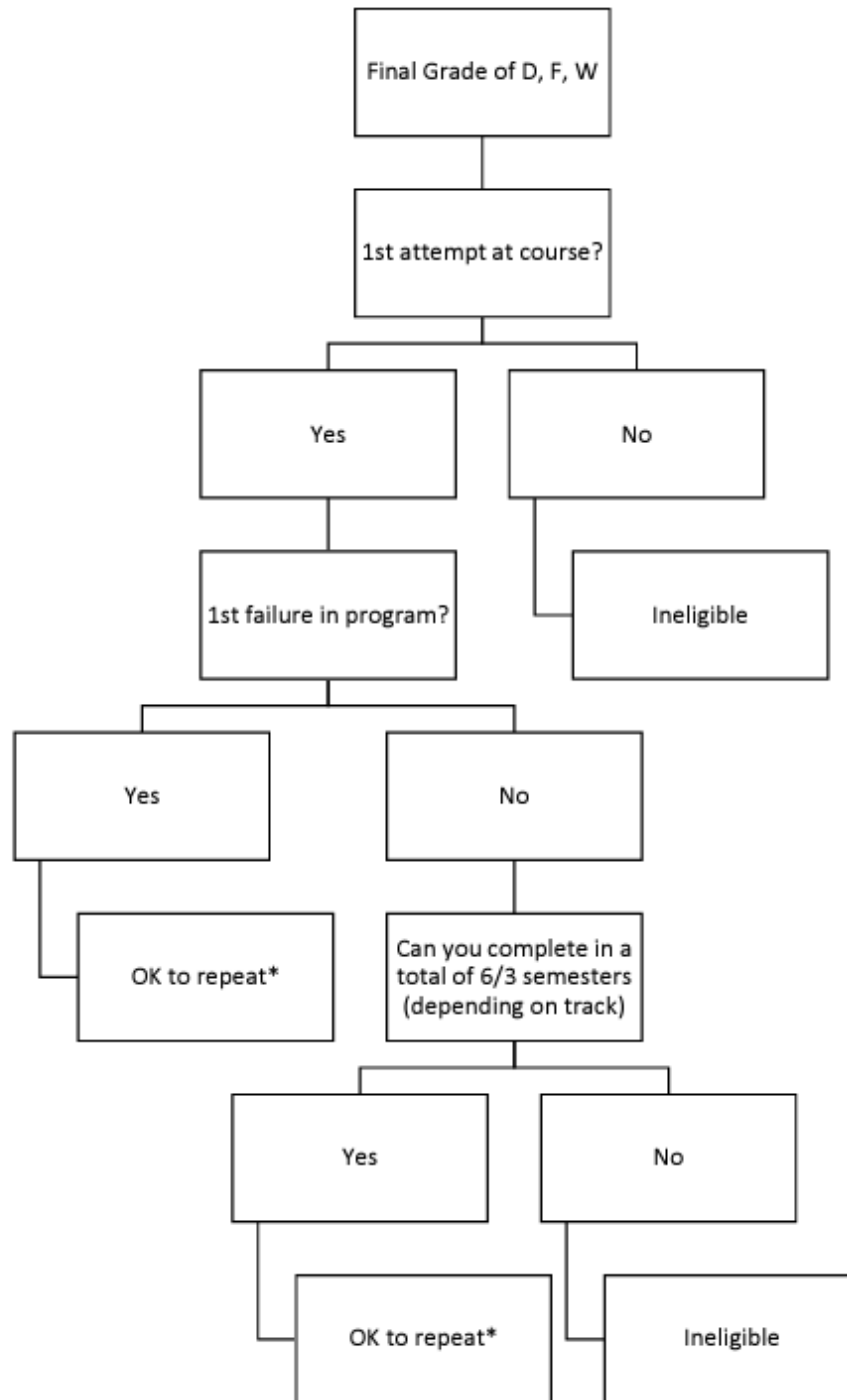 Final Grade of D, F, W
1st attempt at course?
Yes
No
1st failure in program?
Ineligible
Yes
No
OK to repeat*
Can you complete in a
total of 6/3 semesters
(depending on track)
Yes
No
OK to repeat*
Ineligible